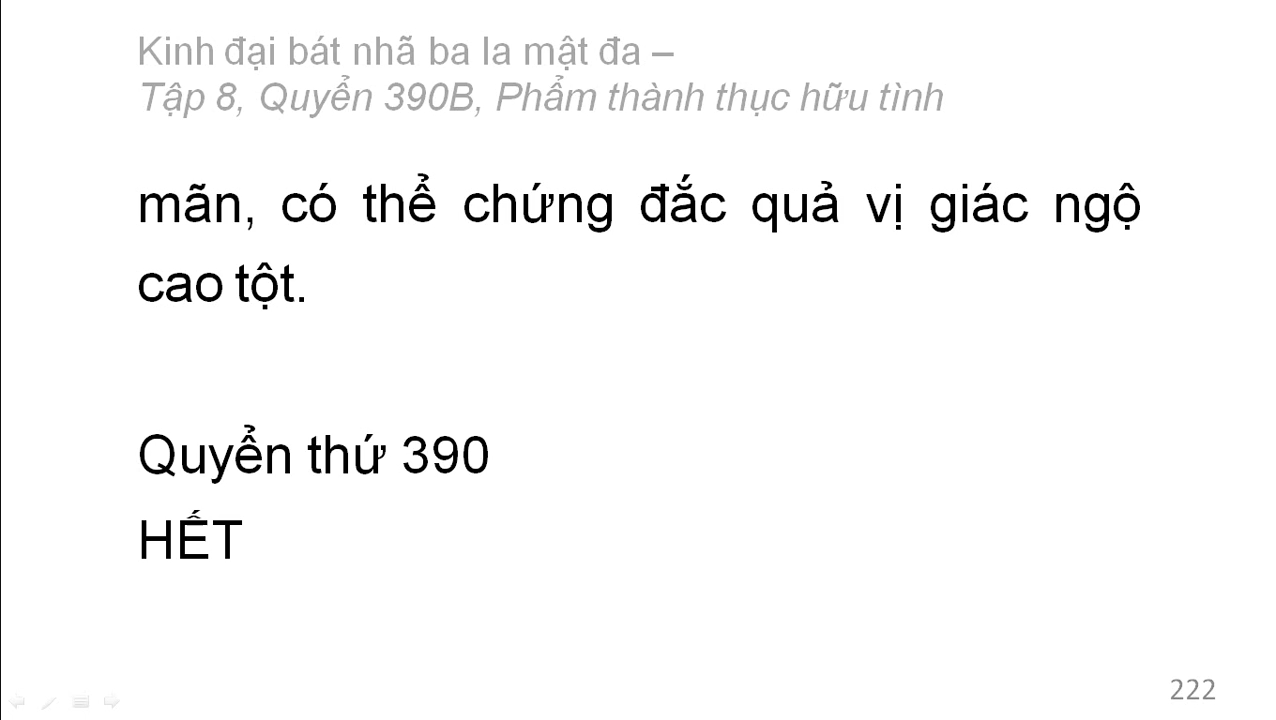 Kinh đại bát nhã ba la mật đa –
Tập 8, Quyển 390B, Phẩm thành thục hữu tình
mãn, có thể chứng đắc quả vị giác ngộ
cao tột.
Quyển thứ 390
HẾT
222